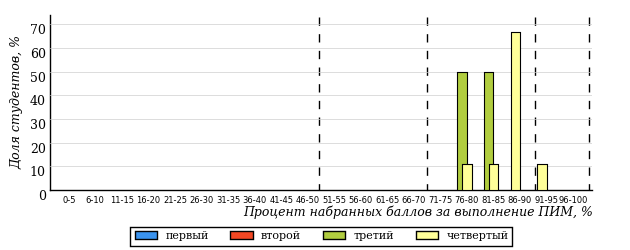 Доля студентов, %
70
60
50
40
30
20
10
0
0-5 6-10 11-15 16-20 21-25 26-30 31-35 36-40 41-45 46-50 51-55 56-60 61-65 66-70 71-75 76-80 81-85 86-90 91-95 96-100
Процент набранных баллов за выполнение ПИМ, %
первый второй третий четвертый